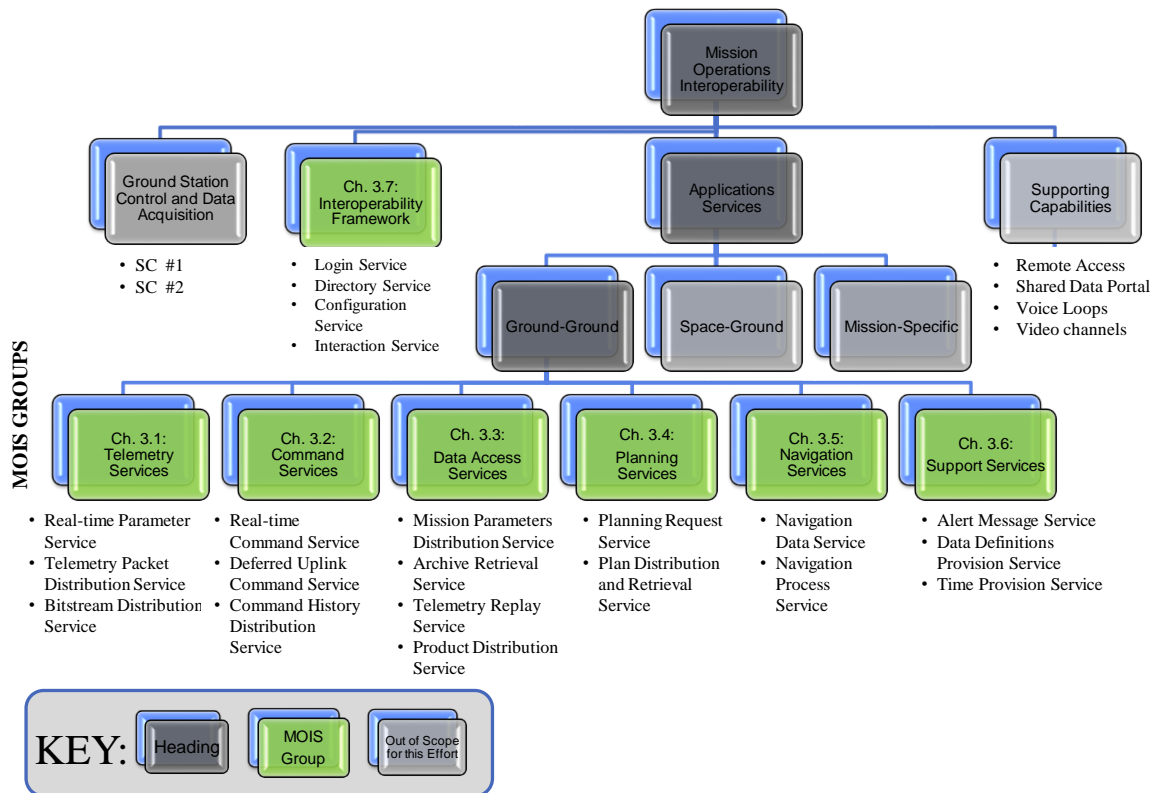 Mission
Operations
Interoperability
Ground Station
Control and Data
Acquisition
Ch. 3.7:
Interoperability
Framework
Applications
Services
Supporting
Capabilities
• SC #1
• SC #2
• Login Service
• Directory Service
• Configuration
Service
• Interaction Service
• Remote Access
• Shared Data Portal
• Voice Loops
• Video channels
Ground-Ground
Space-Ground
Mission-Specific
MOIS GROUPS
Ch. 3.1:
Telemetry
Services
Ch. 3.2:
Command
Services
Ch. 3.3:
Data Access
Services
Ch. 3.4:
Planning
Services
Ch. 3.5:
Navigation
Services
Ch. 3.6:
Support Services
• Real-time Parameter
Service
• Telemetry Packet
Distribution Service
• Bitstream Distribution
Service
• Real-time
Command Service
• Deferred Uplink
Command Service
• Command History
Distribution
Service
• Mission Parameters
Distribution Service
• Archive Retrieval
Service
• Telemetry Replay
Service
• Product Distribution
Service
• Planning Request
Service
• Plan Distribution
and Retrieval
Service
• Navigation
Data Service
• Navigation
Process
Service
• Alert Message Service
• Data Definitions
Provision Service
• Time Provision Service
KEY:
Heading
MOIS
Group
Out of Scope
for this Effort